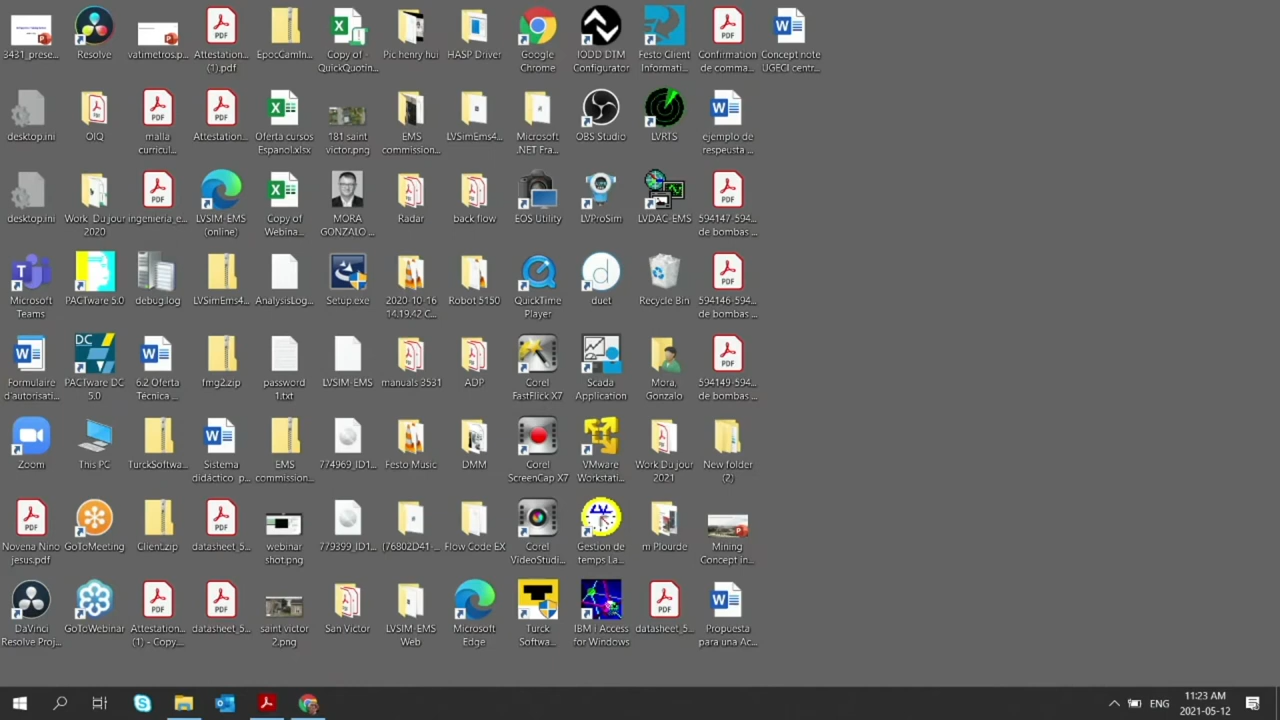 3431_prese...
Resolve
vatimetros.p...
Attestation...
(1).pdf
EpocCamIn...
Copy of -
QuickQuotin...
Pic henry hui
HASP Driver
Google
Chrome
IODD DTM
Configurator
Festo Client
Informati...
Confirmation
de comma...
Concept note
UGECI centr...
desktop.ini
OIQ
malla
curricul...
Attestation...
Oferta cursos
Espanol.xlsx
181 saint
victor.png
EMS
commission...
LVSimEms4...
Microsoft
.NET Fra...
OBS Studio
LVRTS
ejemplo de
respeusta ...
desktop.ini
Work_Du jour
2020
ingenieria_e...
LVSIM-EMS
(online)
Copy of
Webina...
MORA
GONZALO ...
Radar
back flow
EOS Utility
LVProSim
LVDAC-EMS
594147-594...
de bombas ...
Microsoft
Teams
PACTware 5.0
debug.log
LVSimEms4...
AnalysisLog...
Setup.exe
2020-10-16
14.19.42 C...
Robot 5150
QuickTime
Player
duet
Recycle Bin
594146-594...
de bombas ...
Formulaire
d'autorisati...
PACTware DC
5.0
6.2 Oferta
Tecnica ...
fmg2.zip
password
1.txt
LVSIM-EMS
manuals 3531
ADP
Corel
FastFlick X7
Scada
Application
Mora,
Gonzalo
594149-594...
de bombas ...
Zoom
This PC
TurckSoftwa...
Sistema
didáctico_p...
EMS
commission...
774969_ID1...
Festo Music
DMM
Corel
ScreenCap X7
VMware
Workstati...
Work Du jour
2021
New folder
(2)
Novena Nino
jesus.pdf
GoToMeeting
Client.zip
datasheet_5...
webinar
shot.png
779399_ID1...
(76802D41-...
Flow Code EX
Corel
VideoStudi...
Gestion de
temps La...
m Plourde
Mining
Concept in...
DaVinci
Resolve Proj...
GoToWebinar
Attestation...
(1) - Copy....
datasheet_5...
saint victor
2.png
San Victor
LVSIM-EMS
Web
Microsoft
Edge
Turck
Softwa...
IBM i Access
for Windows
datasheet_5...
Propuesta
para una Ac...
ENG
11:23 AM
2021-05-12